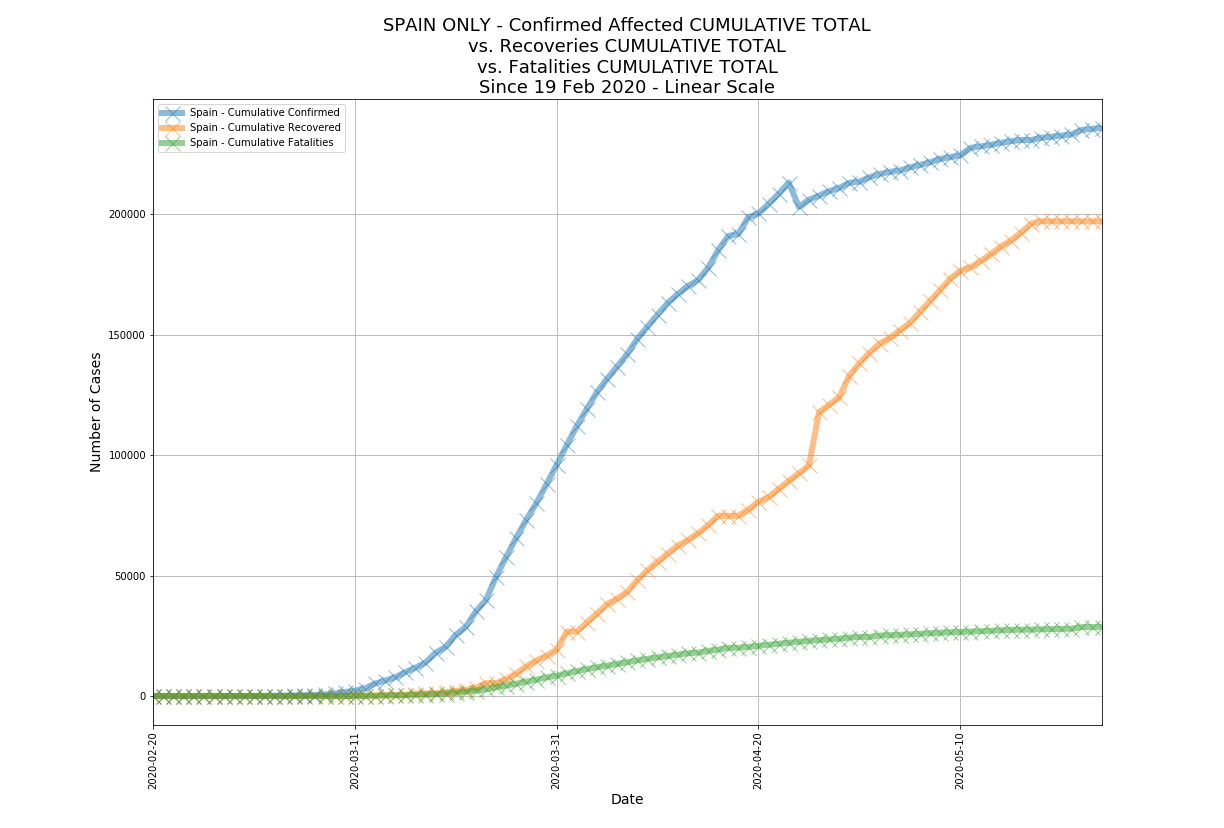 SPAIN ONLY - Confirmed Affected CUMULATIVE TOTAL
vs. Recoveries CUMULATIVE TOTAL
vs. Fatalities CUMULATIVE TOTAL
Since 19 Feb 2020 - Linear Scale
Spain - Cumulative Confirmed
Spain - Cumulative Recovered
Spain - Cumulative Fatalities
Number of Cases
200000
150000
100000
50000
0
2020-02-20
2020-03-11
2020-03-31
2020-04-20
2020-05-10
Date